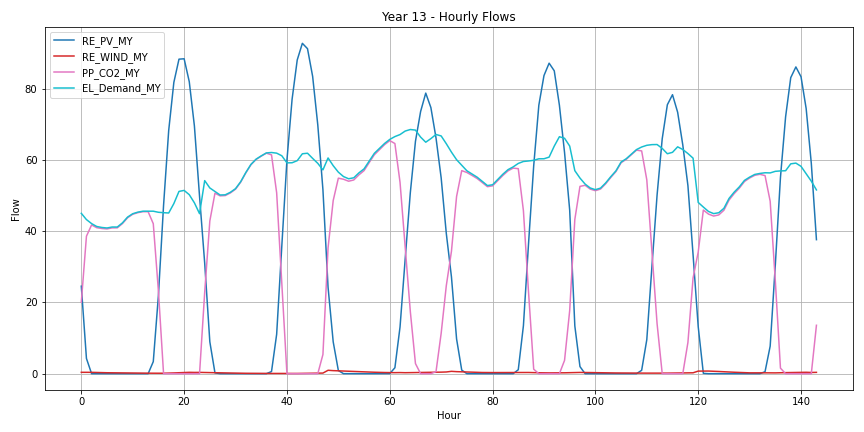 Year 13 - Hourly Flows
RE_PV_MY
RE_WIND_MY
PP_CO2_MY
EL_Demand_MY
Flow
80
60
40
20
0
0 20 40 60 80 100 120 140
Hour